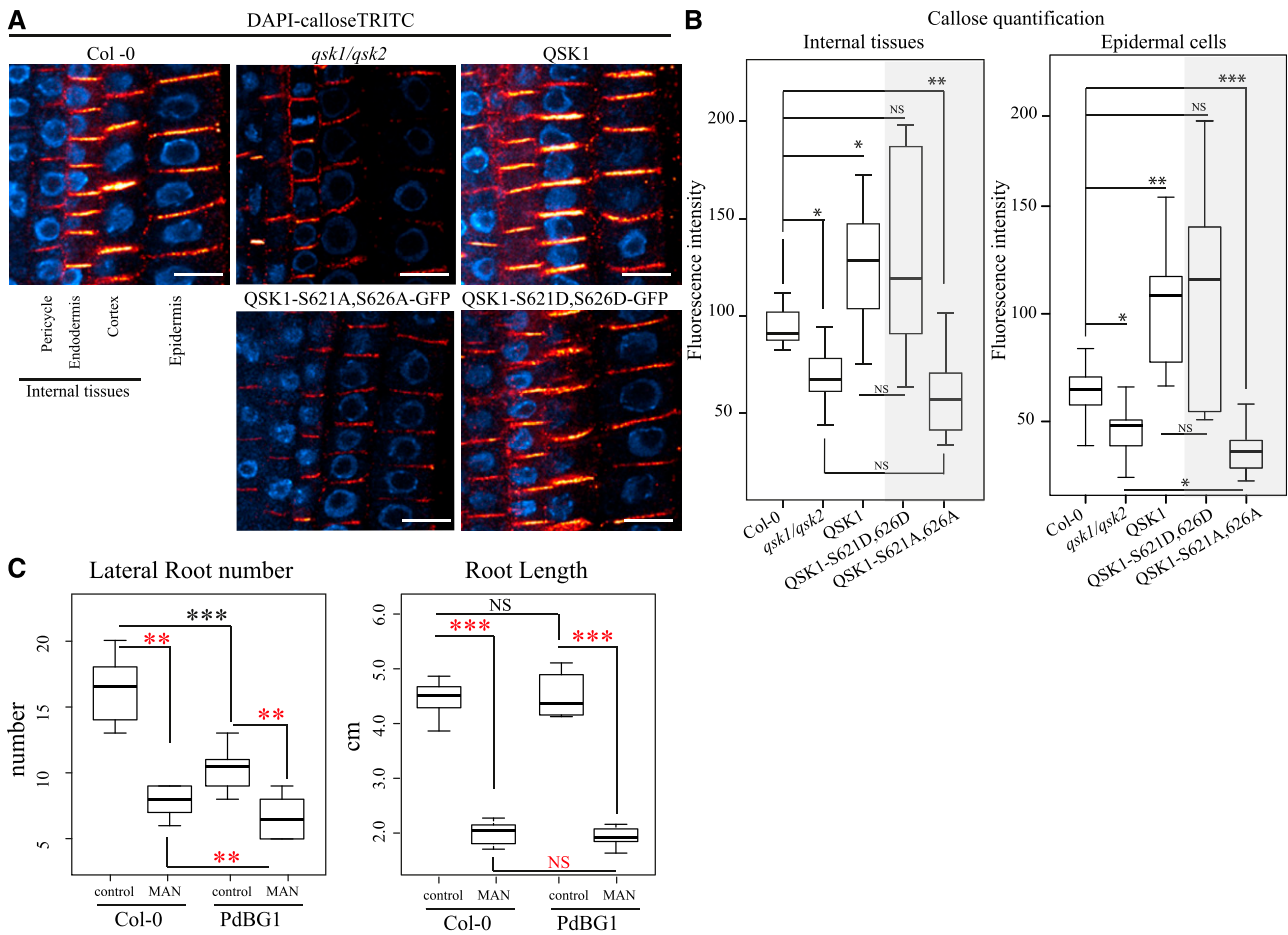 A
DAPI-calloseTRITC
Col -0
qsk1/qsk2
QSK1
Pericycle
Endodermis
Cortex
Epidermis
Internal tissues
QSK1-S621A,S626A-GFP
QSK1-S621D,S626D-GFP
B
Callose quantification
Internal tissues
Fluorescence intensity
200
150
100
50
**
NS
*
*
NS
NS
Col-0
qsk1/qsk2
QSK1
QSK1-S621D,626D
QSK1-S621A,626A
Epidermal cells
Fluorescence intensity
200
150
100
50
***
NS
**
*
NS
*
Col-0
qsk1/qsk2
QSK1
QSK1-S621D,626D
QSK1-S621A,626A
C
Lateral Root number
number
20
15
10
5
***
**
**
**
control
MAN
control
MAN
Col-0
PdBG1
Root Length
cm
6.0
5.0
4.0
3.0
2.0
NS
***
***
NS
control
MAN
control
MAN
Col-0
PdBG1